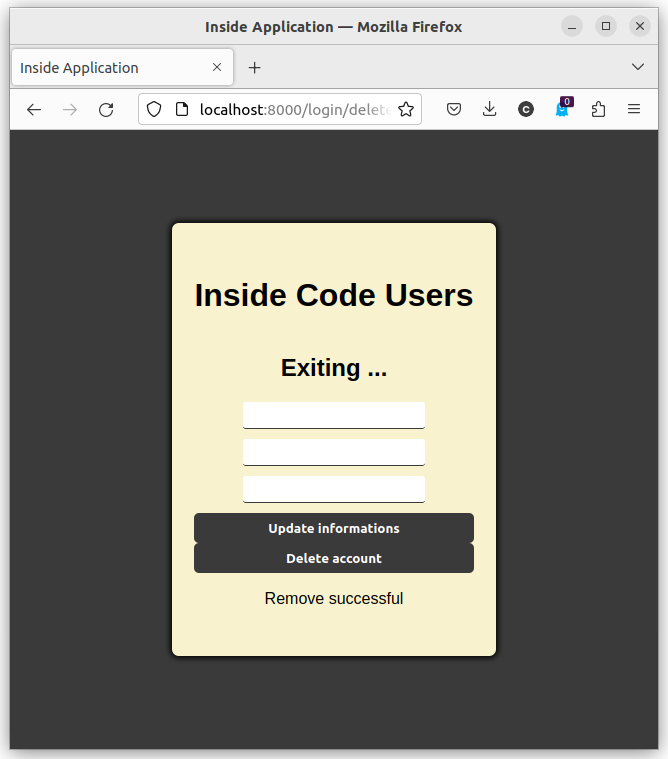 Inside Application — Mozilla Firefox
Inside Application
localhost:8000/login/delete
C
0
Inside Code Users
Exiting ...
Update informations
Delete account
Remove successful